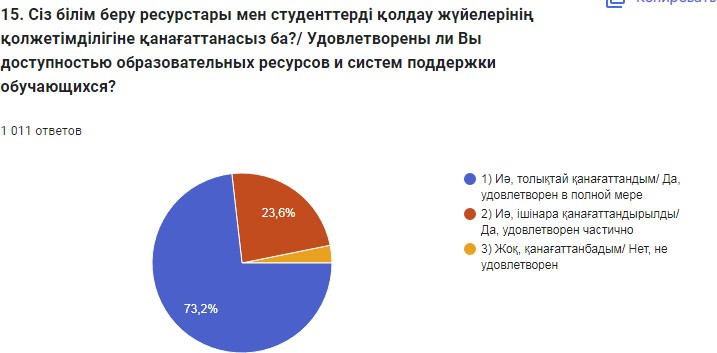 Копировать
15. Сіз білім беру ресурстары мен студенттерді қолдау жүйелерінің
қолжетімділігіне қанағаттанасыз ба?/ Удовлетворены ли Вы
доступностью образовательных ресурсов и систем поддержки
обучающихся?
1 011 ответов
23,6%
73,2%
1) Иә, толықтай қанағаттандым/ Да,
удовлетворен в полной мере
2) Иә, ішінара қанағаттандырылды/
Да, удовлетворен частично
3) Жоқ, қанағаттанбадым/ Нет, не
удовлетворен